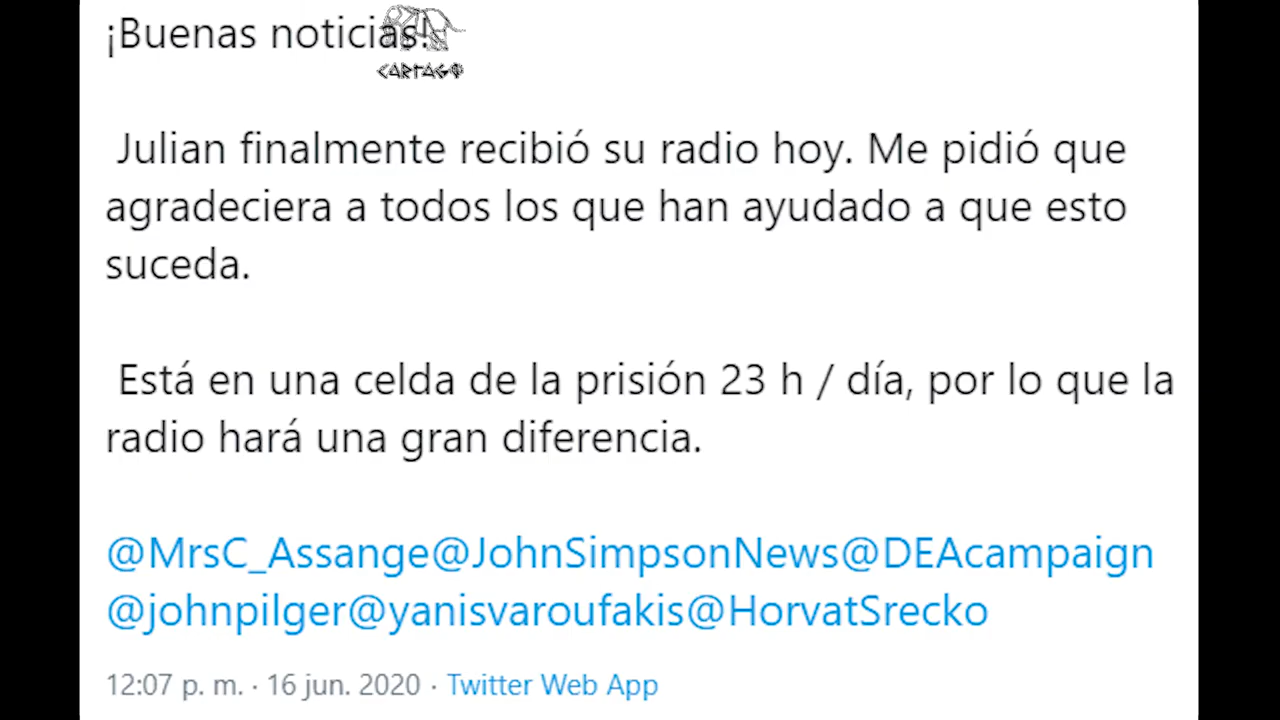 ¡Buenas noticias!
CARTAGO
Julian finalmente recibió su radio hoy. Me pidió que
agradeciera a todos los que han ayudado a que esto
suceda.
Está en una celda de la prisión 23 h / día, por lo que la
radio hará una gran diferencia.
@MrsC_Assange@JohnSimpsonNews@DEAcampaign
@johnpilger@yanisvaroufakis@HorvatSrecko
12:07 p. m. · 16 jun. 2020 · Twitter Web App